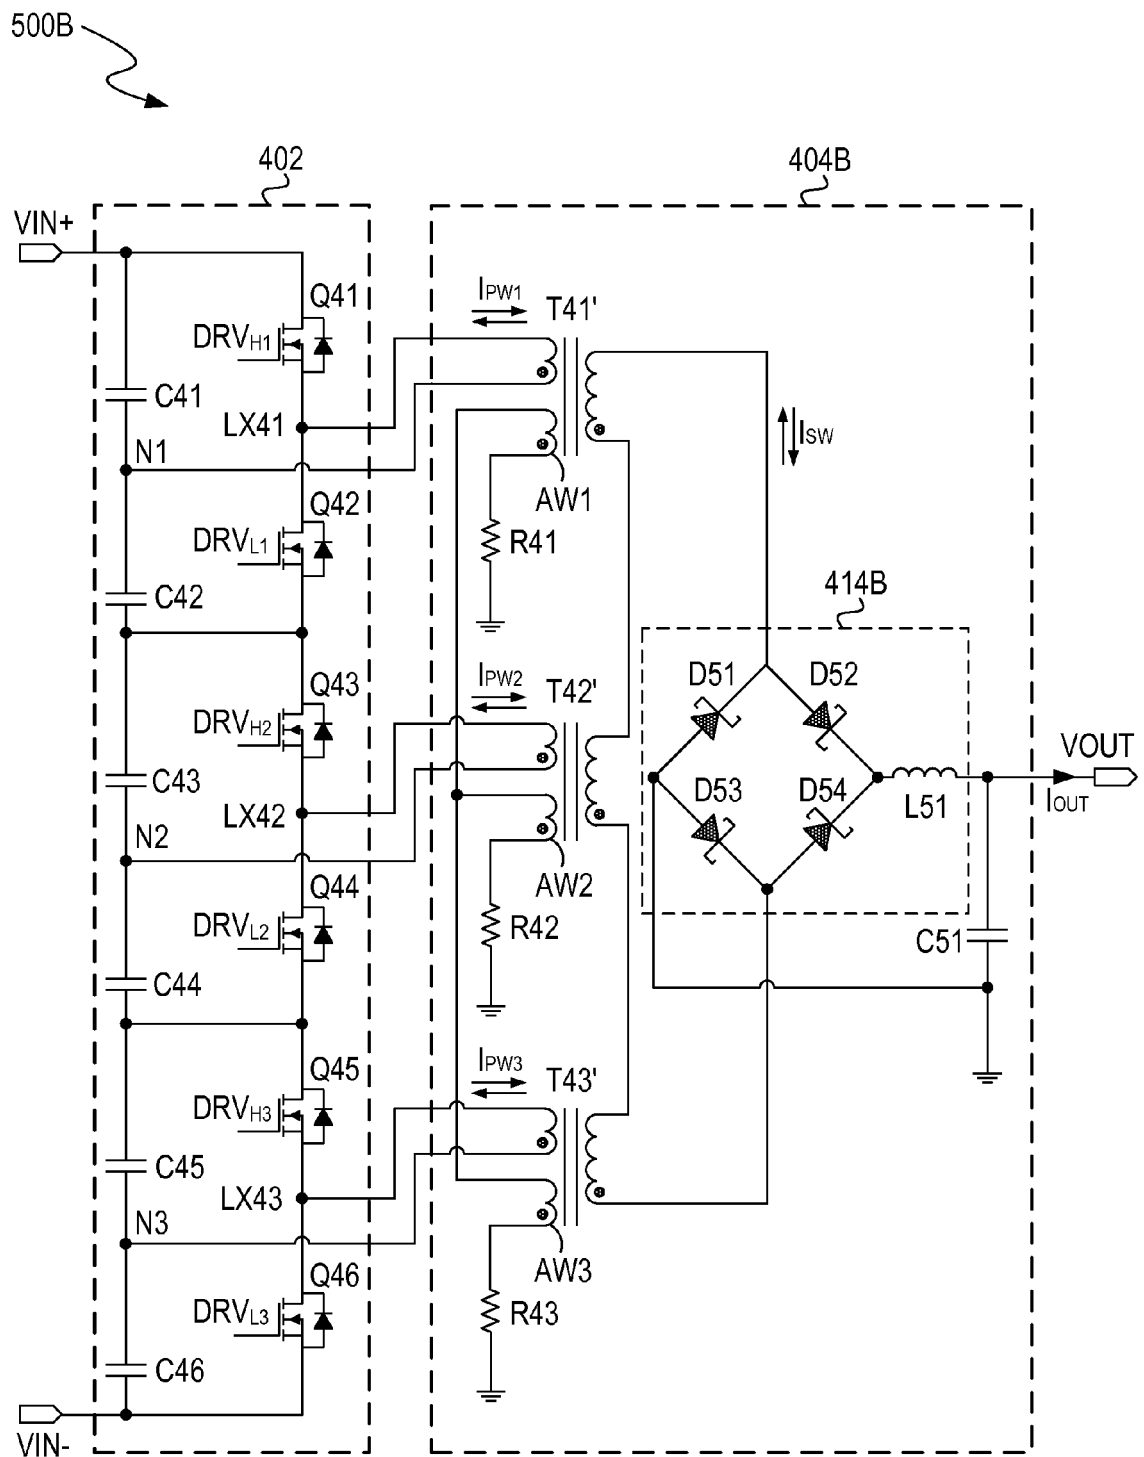 500B
402
404B
VIN+
Q41
DRVH1
C41
LX41
N1
Q42
DRVL1
C42
Q43
DRVH2
C43
LX42
N2
Q44
DRVL2
C44
Q45
DRVH3
C45
LX43
N3
Q46
DRVL3
C46
VIN-
IPW1
T41'
AW1
R41
ISW
IPW2
T42'
AW2
R42
414B
D51
D52
D53
D54
L51
VOUT
IOUT
C51
IPW3
T43'
AW3
R43